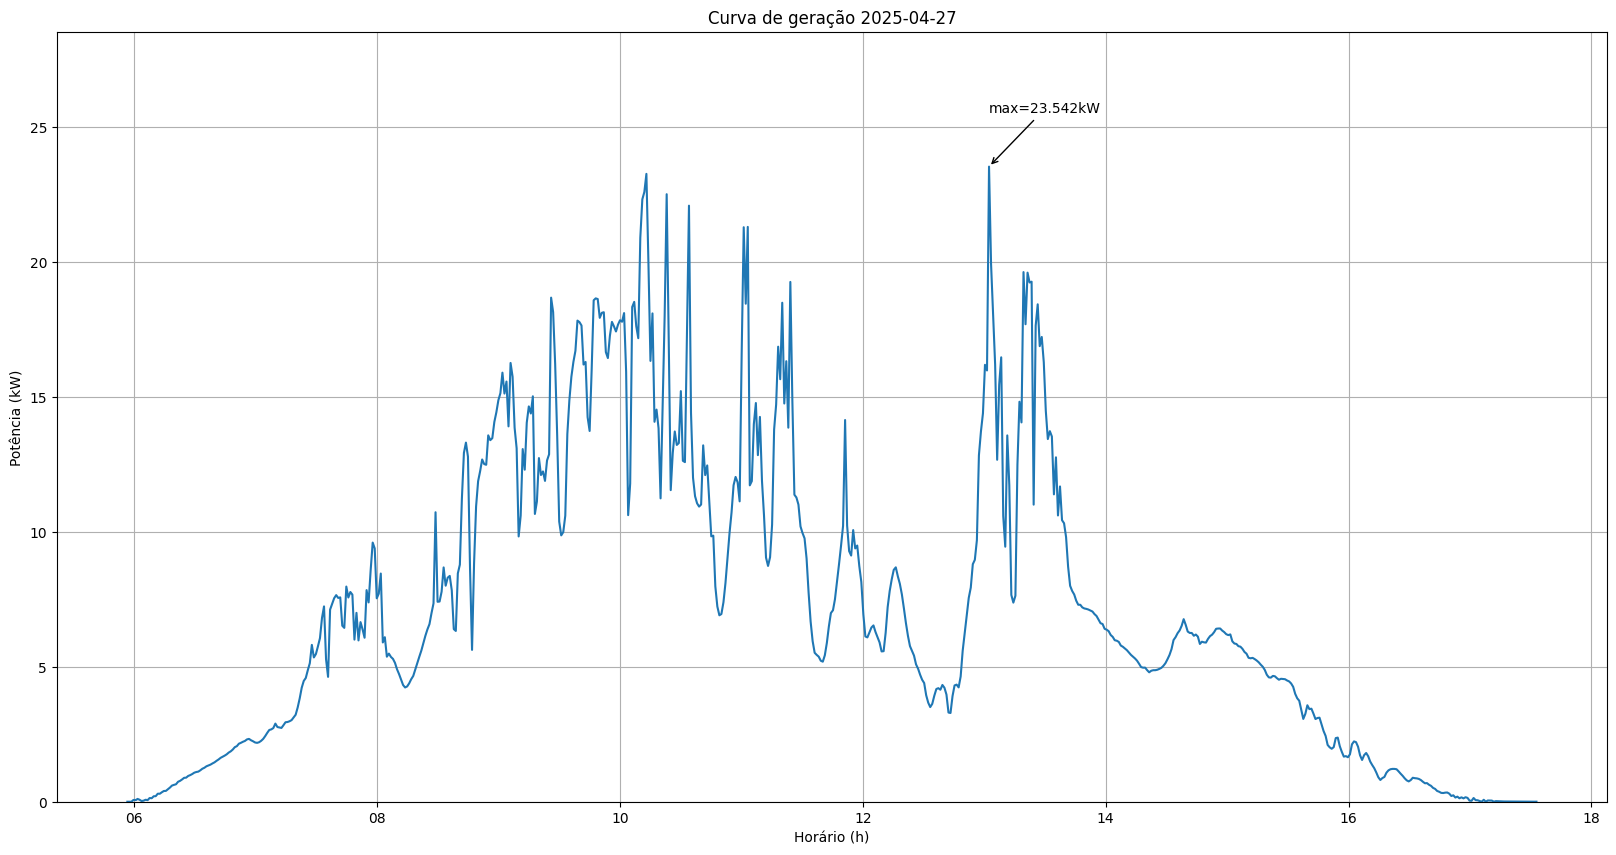 Curva de geração 2025-04-27
max=23.542kW
25
20
15
10
5
0
Potência (kW)
06 08 10 12 14 16 18
Horário (h)